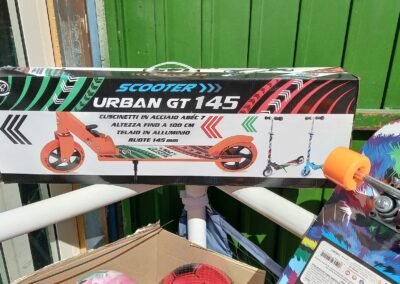 SCOOTER
URBAN GT 145
CUSCINETTI IN ACCIAIO ABEC 7
ALTEZZA FINO A 100 CM
TELAIO IN ALLUMINIO
RUOTE 145 mm